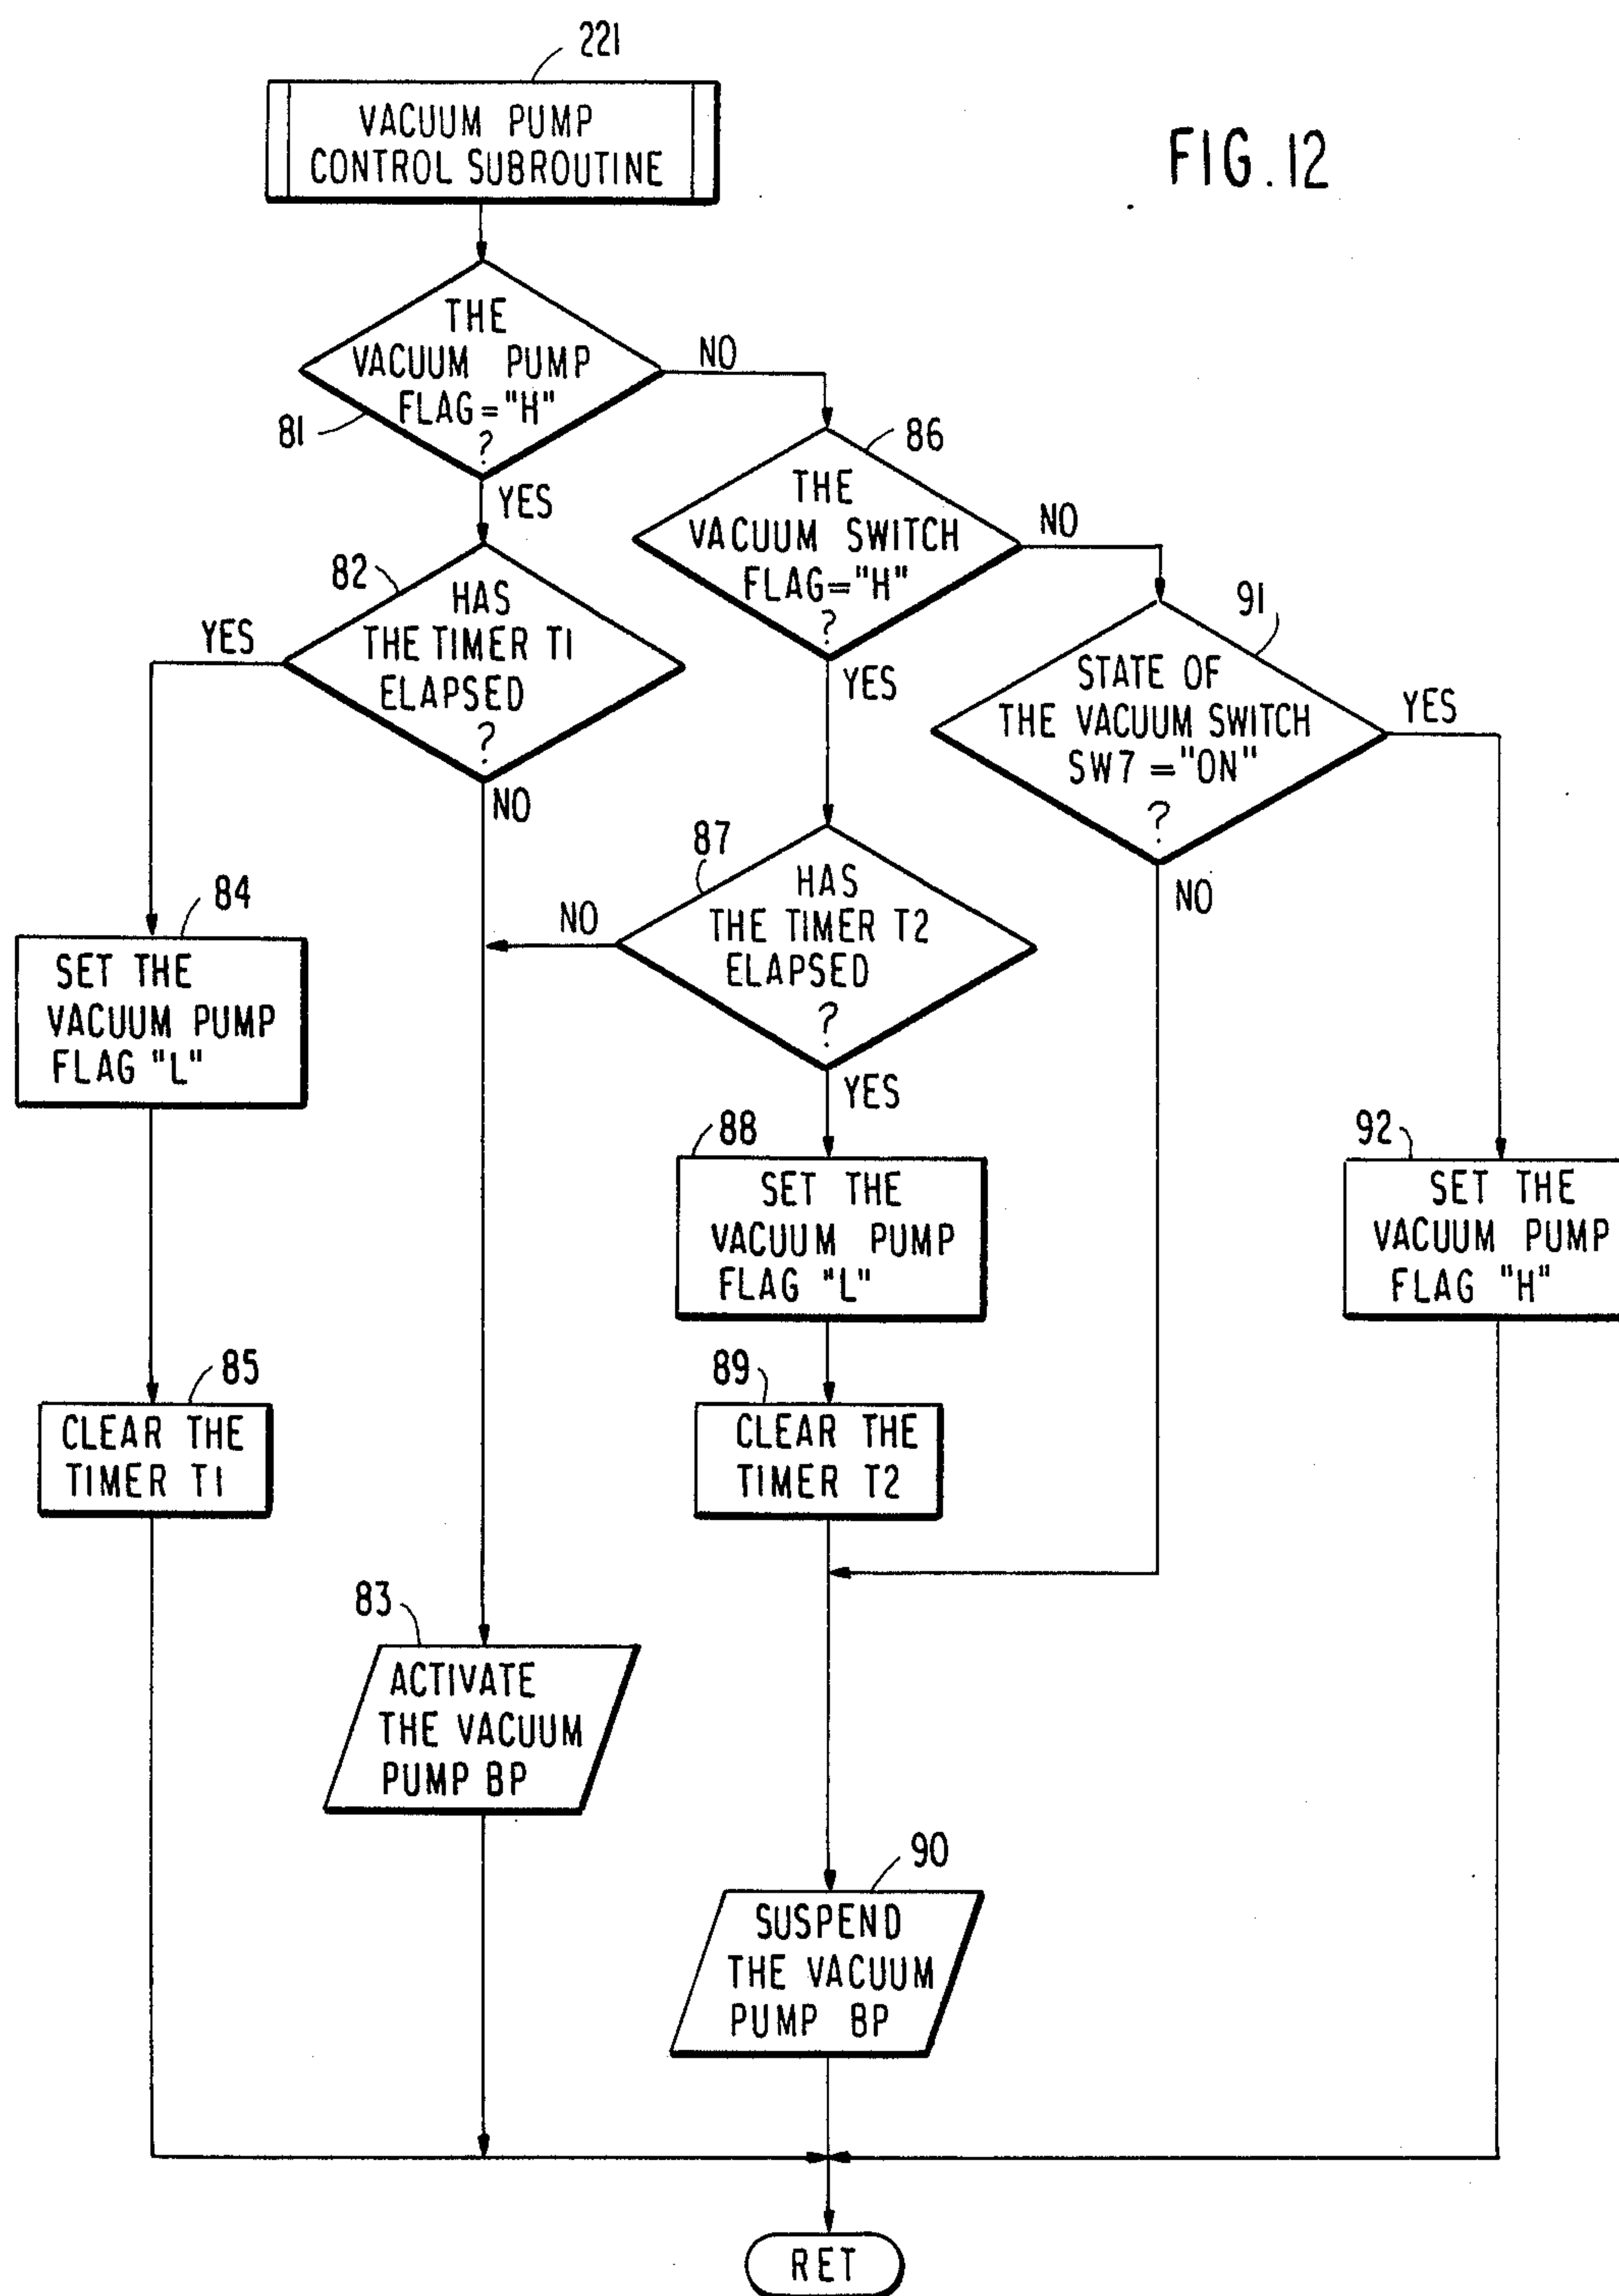 221
VACUUM PUMP
CONTROL SUBROUTINE
FIG. 12
THE
VACUUM PUMP
FLAG="H"
?
81
NO
YES
86
THE
VACUUM SWITCH
FLAG="H"
?
NO
YES
82
HAS
THE TIMER T1
ELAPSED
?
YES
NO
91
STATE OF
THE VACUUM SWITCH
SW7="ON"
?
YES
NO
87
HAS
THE TIMER T2
ELAPSED
?
NO
YES
84
SET THE
VACUUM PUMP
FLAG "L"
88
SET THE
VACUUM PUMP
FLAG "L"
92
SET THE
VACUUM PUMP
FLAG "H"
85
CLEAR THE
TIMER T1
89
CLEAR THE
TIMER T2
83
ACTIVATE
THE VACUUM
PUMP BP
90
SUSPEND
THE VACUUM
PUMP BP
RET